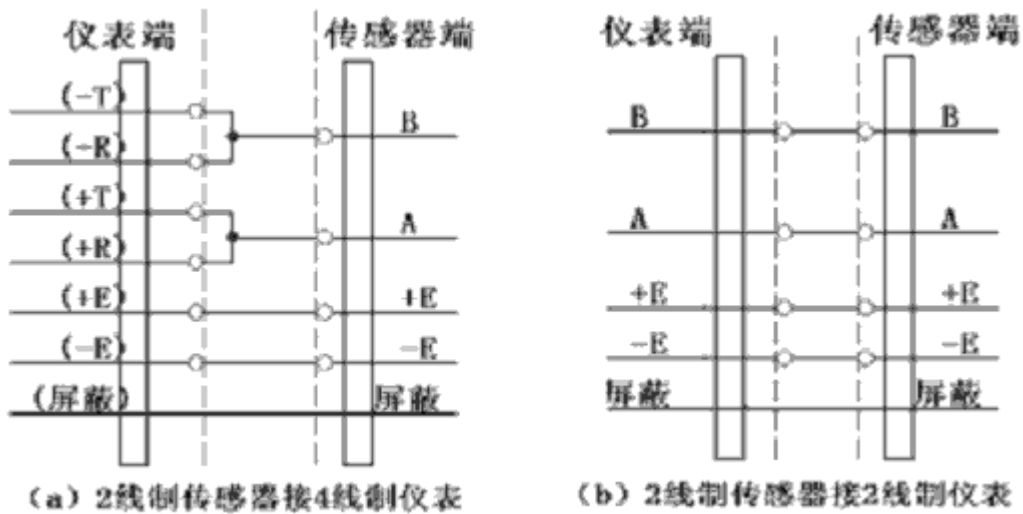 仪表端 传感器端
(-T)
B
(-R)
(+T)
A
(+R)
(+E) +E
(-E) -E
(屏蔽) 屏蔽
(a) 2线制传感器接4线制仪表
仪表端 传感器端
B B
A A
+E +E
-E -E
屏蔽 屏蔽
(b) 2线制传感器接2线制仪表